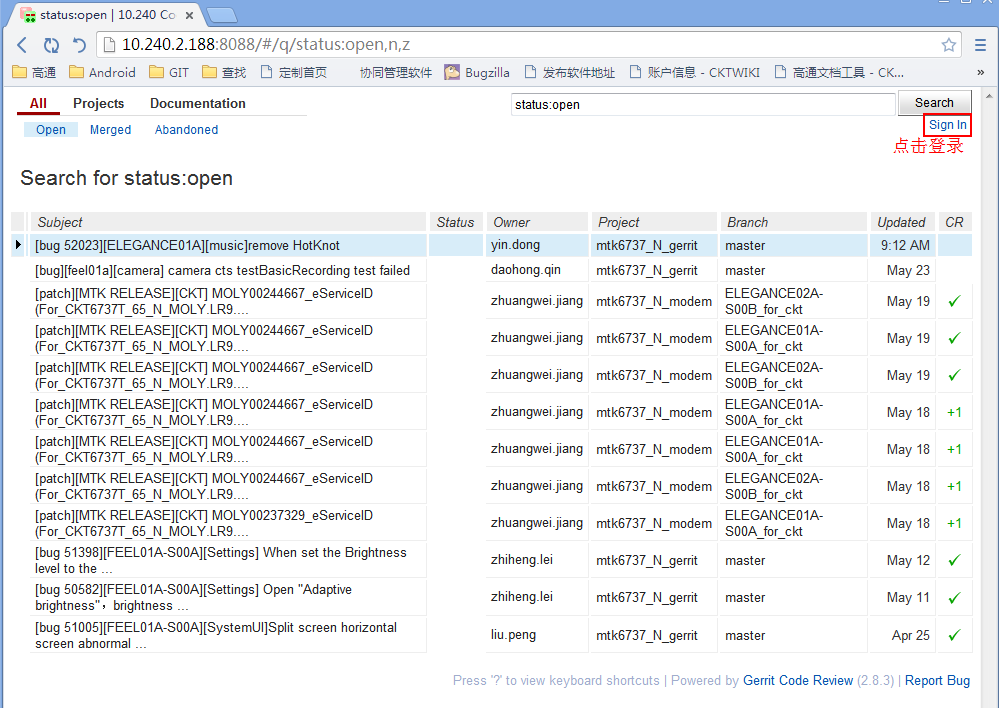 status:open | 10.240 Co
10.240.2.188:8088/#/q/status:open,n,z
高通 Android GIT 查找 定制首页 协同管理软件 Bugzilla 发布软件地址 账户信息 - CKTWIKI 高通文档工具 - CK... »
All Projects Documentation status:open Search
Open Merged Abandoned Sign In
点击登录
Search for status:open
Subject Status Owner Project Branch Updated CR
[bug 52023][ELEGANCE01A][music]remove HotKnot yin.dong mtk6737_N_gerrit master 9:12 AM
[bug][feel01a][camera] camera cts testBasicRecording test failed daohong.qin mtk6737_N_gerrit master May 23
[patch][MTK RELEASE][CKT] MOLY00244667_eServiceID
(For_CKT6737T_65_N_MOLY.LR9.... zhuangwei.jiang mtk6737_N_modem ELEGANCE02A-
S00B_for_ckt May 19 ✓
[patch][MTK RELEASE][CKT] MOLY00244667_eServiceID
(For_CKT6737T_65_N_MOLY.LR9.... zhuangwei.jiang mtk6737_N_modem ELEGANCE01A-
S00A_for_ckt May 19 ✓
[patch][MTK RELEASE][CKT] MOLY00244667_eServiceID
(For_CKT6737T_65_N_MOLY.LR9.... zhuangwei.jiang mtk6737_N_modem ELEGANCE02A-
S00B_for_ckt May 19 ✓
[patch][MTK RELEASE][CKT] MOLY00244667_eServiceID
(For_CKT6737T_65_N_MOLY.LR9.... zhuangwei.jiang mtk6737_N_modem ELEGANCE01A-
S00A_for_ckt May 18 +1
[patch][MTK RELEASE][CKT] MOLY00244667_eServiceID
(For_CKT6737T_65_N_MOLY.LR9.... zhuangwei.jiang mtk6737_N_modem ELEGANCE01A-
S00A_for_ckt May 18 +1
[patch][MTK RELEASE][CKT] MOLY00244667_eServiceID
(For_CKT6737T_65_N_MOLY.LR9.... zhuangwei.jiang mtk6737_N_modem ELEGANCE02A-
S00B_for_ckt May 18 +1
[patch][MTK RELEASE][CKT] MOLY00237329_eServiceID
(For_CKT6737T_65_N_MOLY.LR9.... zhuangwei.jiang mtk6737_N_modem ELEGANCE01A-
S00A_for_ckt May 18 +1
[bug 51398][FEEL01A-S00A][Settings] When set the Brightness
level to the ... zhiheng.lei mtk6737_N_gerrit master May 12 ✓
[bug 50582][FEEL01A-S00A][Settings] Open "Adaptive
brightness"，brightness ... zhiheng.lei mtk6737_N_gerrit master May 11 ✓
[bug 51005][FEEL01A-S00A][SystemUI]Split screen horizontal
screen abnormal ... liu.peng mtk6737_N_gerrit master Apr 25 ✓
Press '?' to view keyboard shortcuts | Powered by Gerrit Code Review (2.8.3) | Report Bug